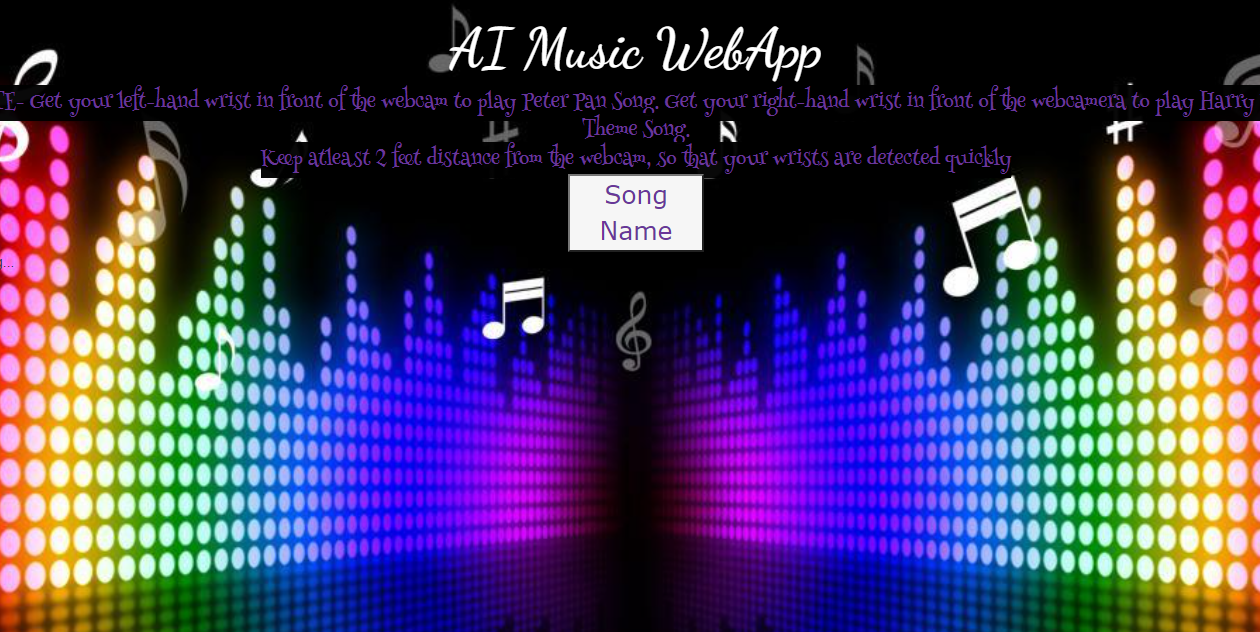 AI Music WebApp
- Get your left-hand wrist in front of the webcam to play Peter Pan Song. Get your right-hand wrist in front of the webcamera to play Harry
Theme Song.
Keep atleast 2 feet distance from the webcam, so that your wrists are detected quickly
Song
Name